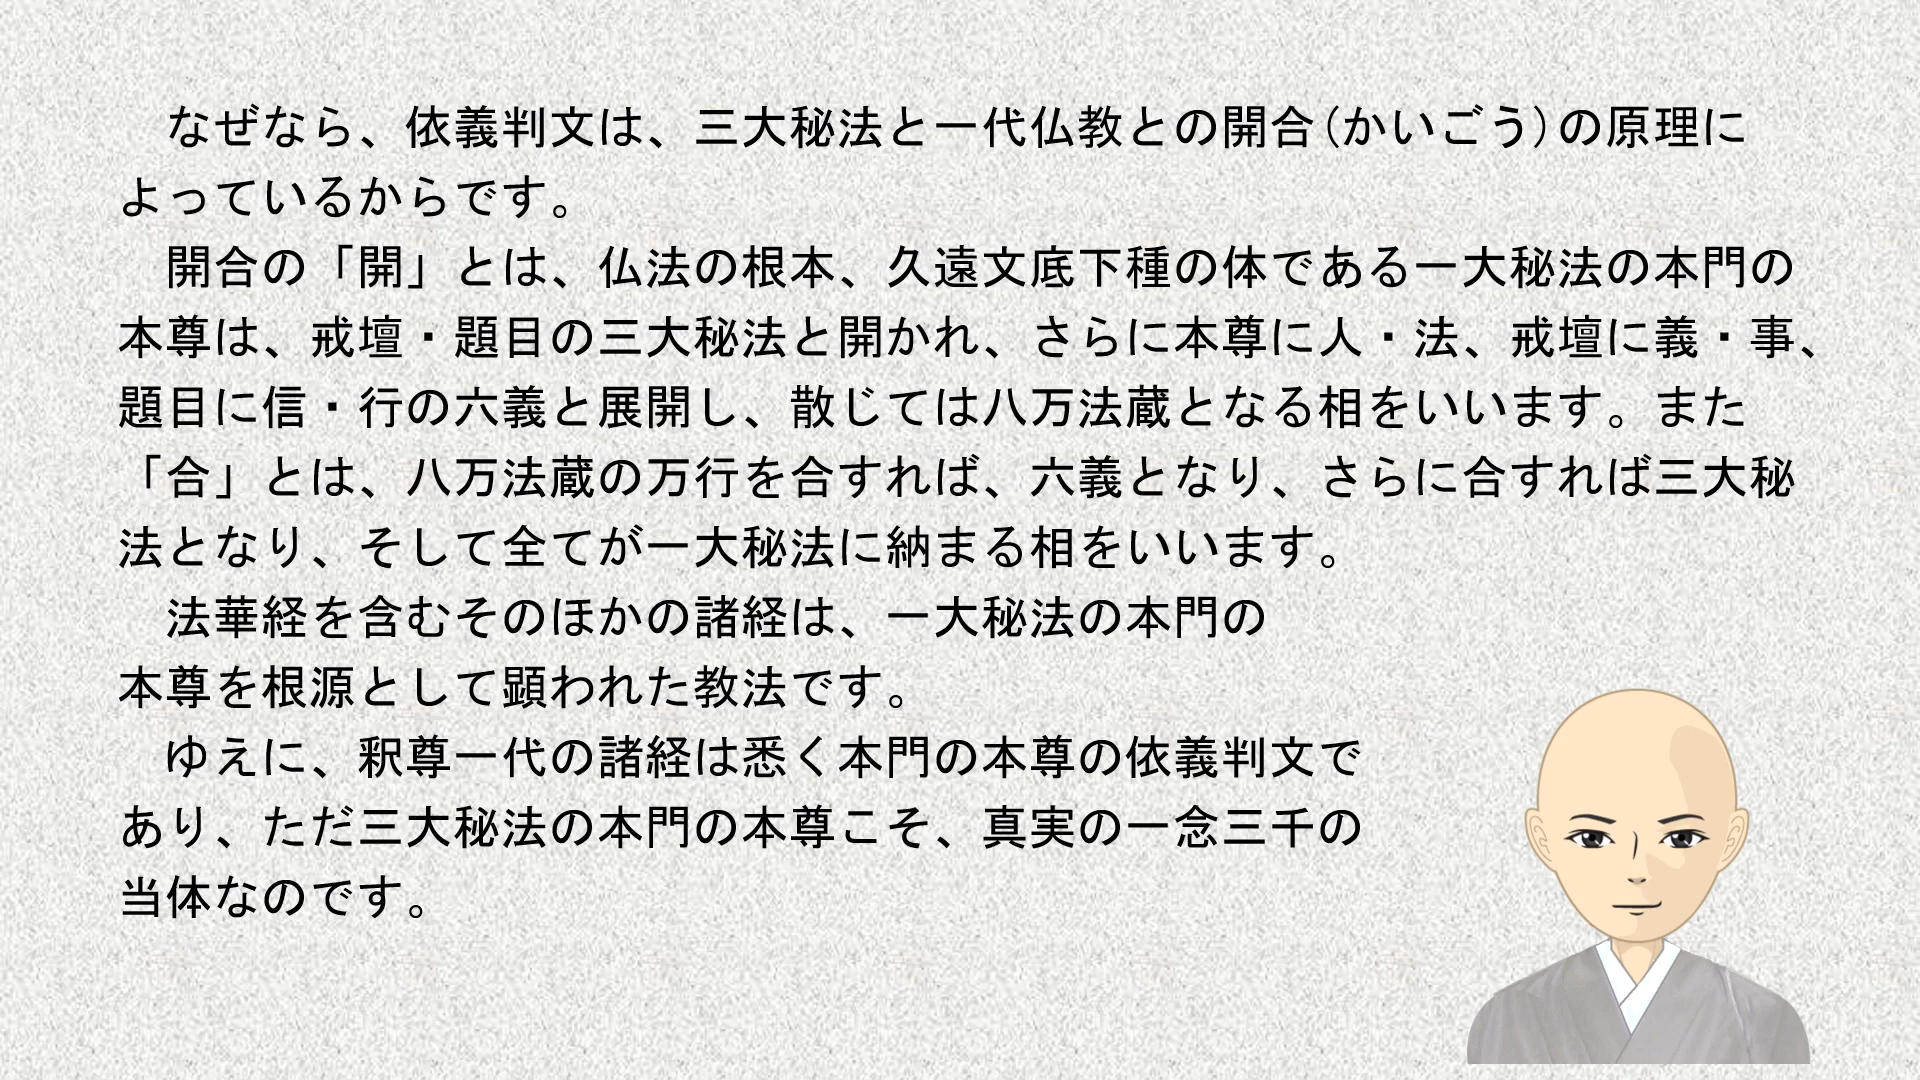 なぜなら、依義判文は、三大秘法と一代仏教との開合(かいごう)の原理に
よっているからです。
開合の「開」とは、仏法の根本、久遠文底下種の体である一大秘法の本門の
本尊は、戒壇・題目の三大秘法と開かれ、さらに本尊に人・法、戒壇に義・事、
題目に信・行の六義と展開し、散じては八万法蔵となる相をいいます。また
「合」とは、八万法蔵の万行を合すれば、六義となり、さらに合すれば三大秘
法となり、そして全てが一大秘法に納まる相をいいます。
法華経を含むそのほかの諸経は、一大秘法の本門の
本尊を根源として顕われた教法です。
ゆえに、釈尊一代の諸経は悉く本門の本尊の依義判文で
あり、ただ三大秘法の本門の本尊こそ、真実の一念三千の
当体なのです。